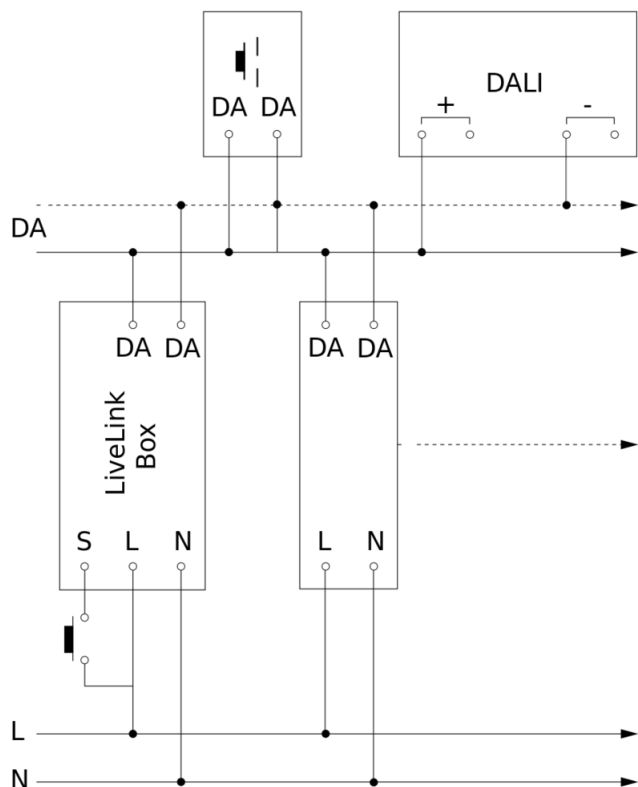 DA DA
DALI
+ -
DA
DA DA
DA DA
LiveLink
Box
S L N
L N
L
N